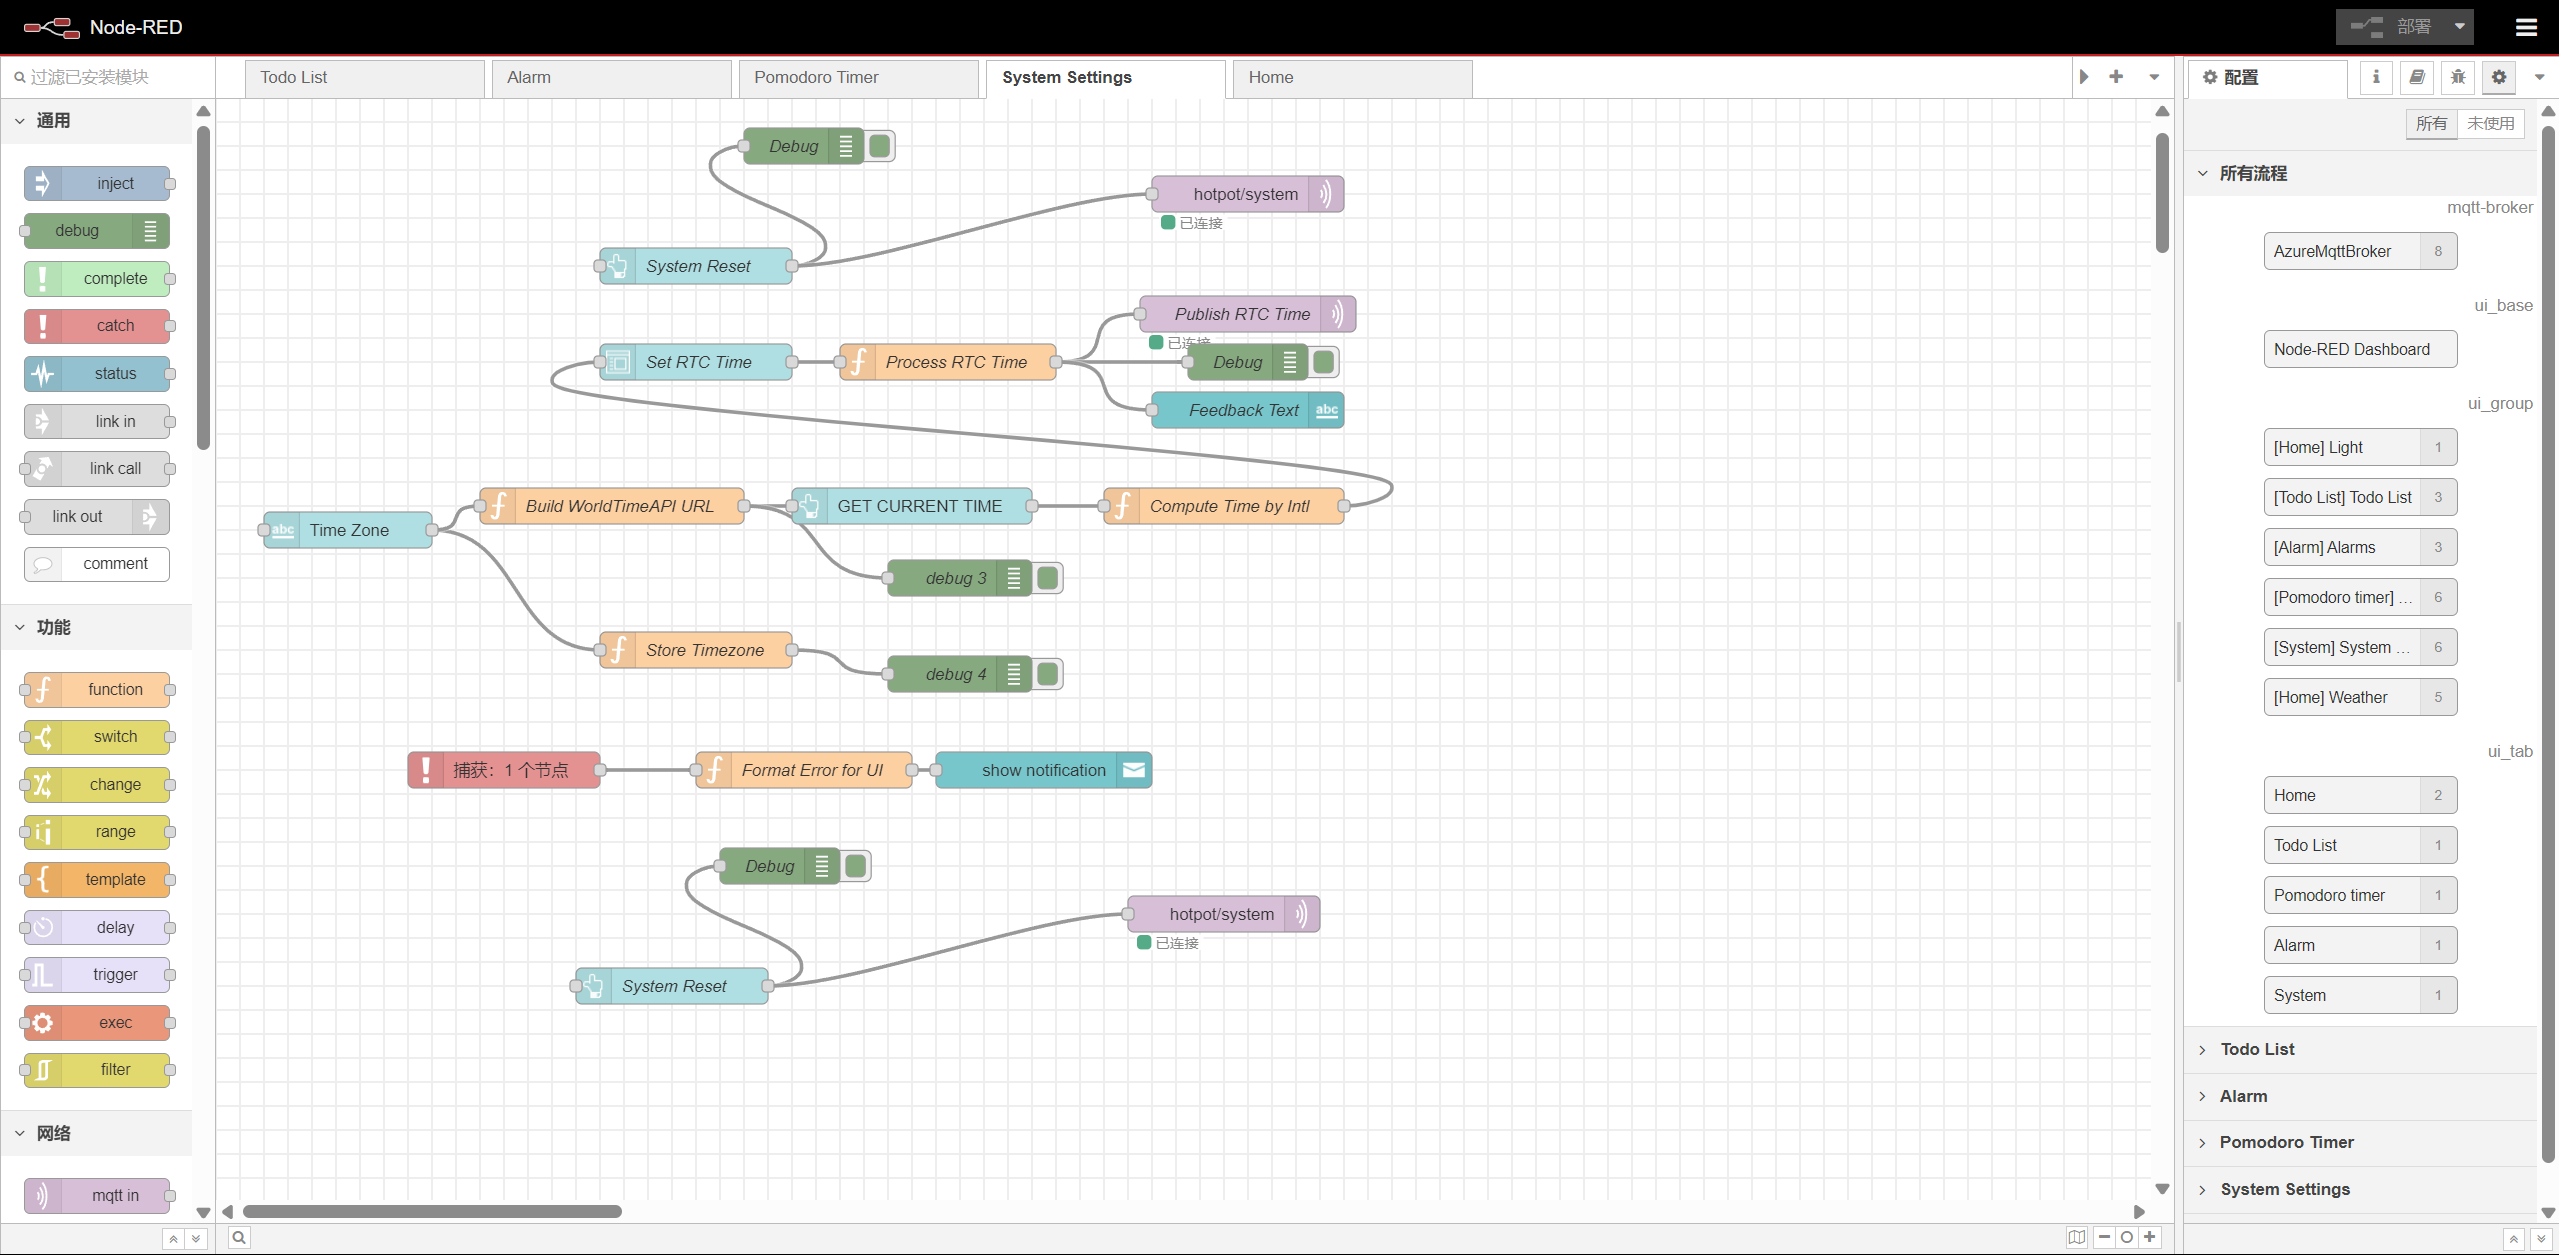 Node-RED
部署
过滤已安装模块
Todo List
Alarm
Pomodoro Timer
System Settings
Home
配置
通用
inject
debug
complete
catch
status
link in
link call
link out
comment
功能
function
switch
change
range
template
delay
trigger
exec
filter
网络
mqtt in
Debug
hotpot/system
已连接
System Reset
Publish RTC Time
已连接
Set RTC Time
Process RTC Time
Debug
Feedback Text
abc
Build WorldTimeAPI URL
GET CURRENT TIME
Compute Time by Intl
abc
Time Zone
debug 3
Store Timezone
debug 4
捕获：1 个节点
Format Error for UI
show notification
Debug
hotpot/system
已连接
System Reset
所有
未使用
所有流程
mqtt-broker
AzureMqttBroker
8
ui_base
Node-RED Dashboard
ui_group
[Home] Light
1
[Todo List] Todo List
3
[Alarm] Alarms
3
[Pomodoro timer] ...
6
[System] System ...
6
[Home] Weather
5
ui_tab
Home
2
Todo List
1
Pomodoro timer
1
Alarm
1
System
1
Todo List
Alarm
Pomodoro Timer
System Settings